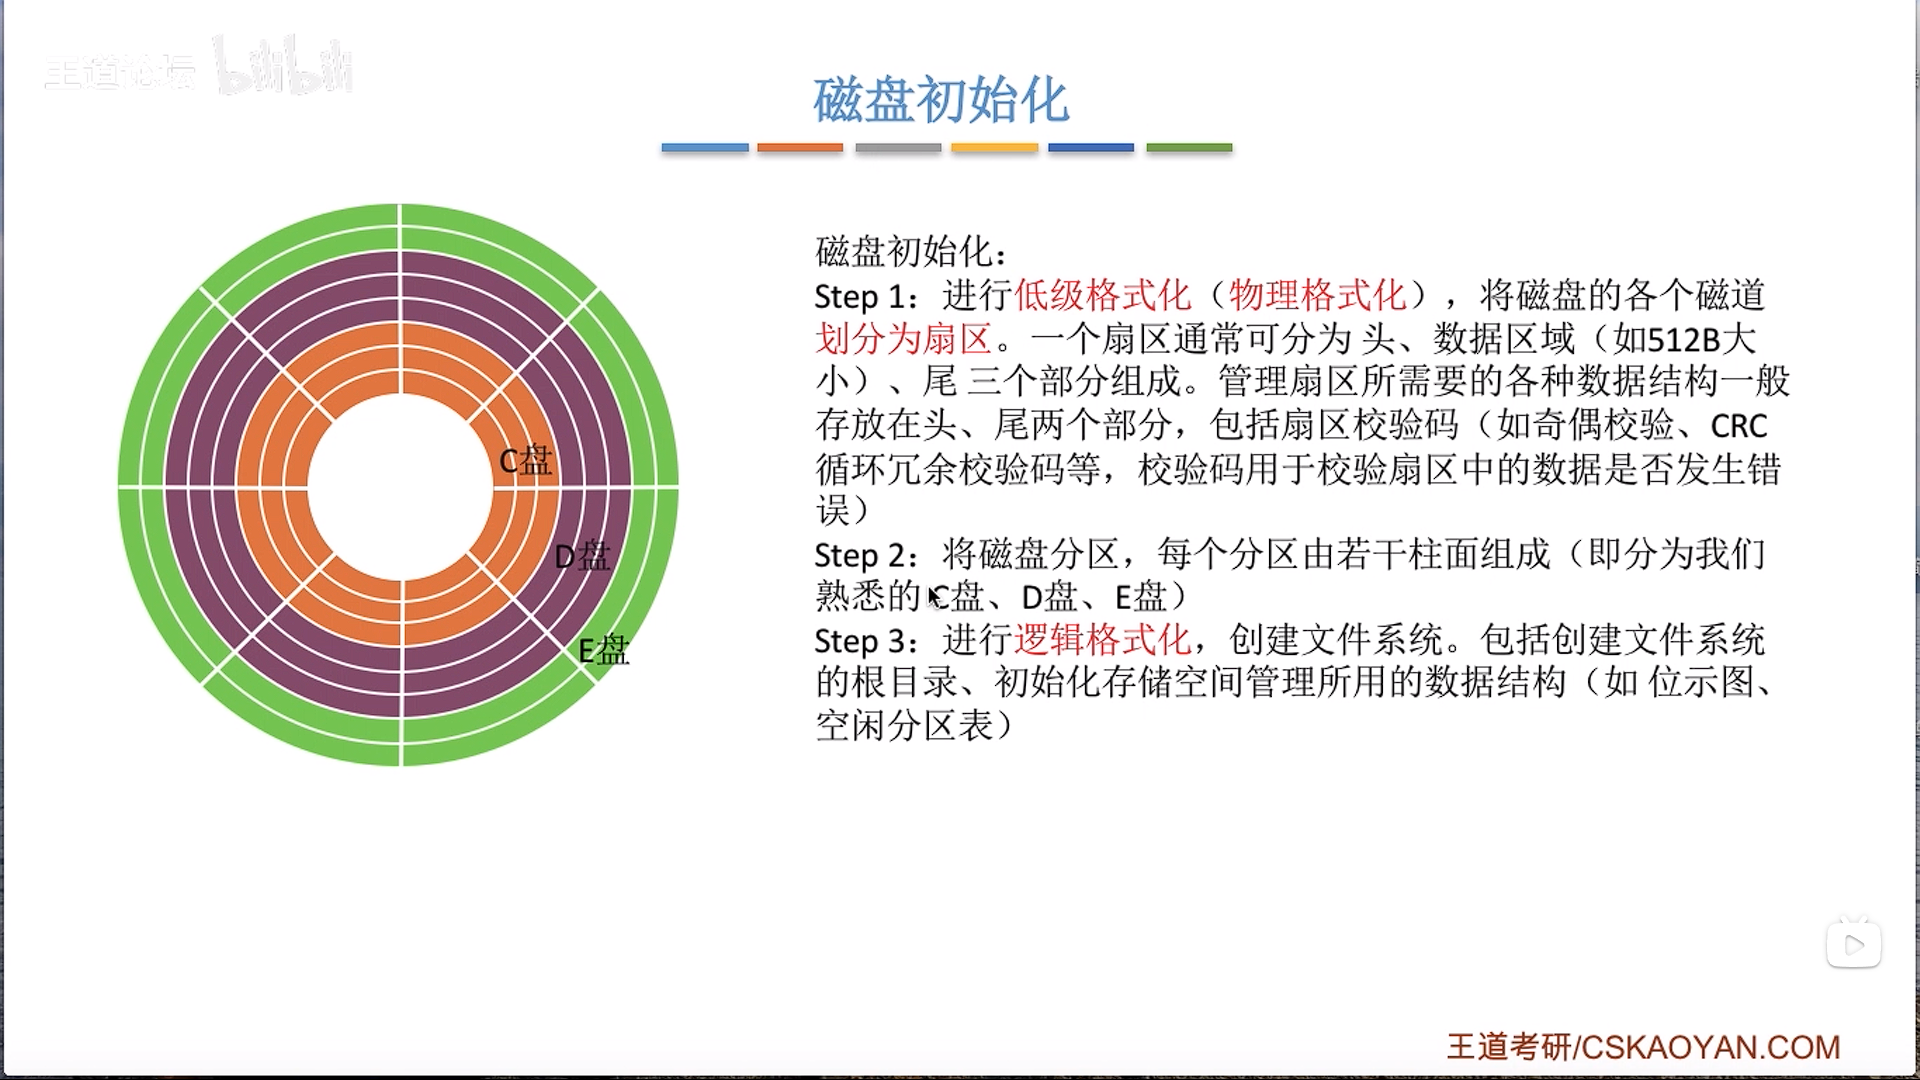 王道论坛 bilibili
磁盘初始化
磁盘初始化：
Step 1：进行低级格式化（物理格式化），将磁盘的各个磁道
划分为扇区。一个扇区通常可分为 头、数据区域（如512B大
小）、尾 三个部分组成。管理扇区所需要的各种数据结构一般
存放在头、尾两个部分，包括扇区校验码（如奇偶校验、CRC
循环冗余校验码等，校验码用于校验扇区中的数据是否发生错
误）
Step 2：将磁盘分区，每个分区由若干柱面组成（即分为我们
熟悉的 C盘、D盘、E盘）
Step 3：进行逻辑格式化，创建文件系统。包括创建文件系统
的根目录、初始化存储空间管理所用的数据结构（如 位示图、
空闲分区表）
C盘
D盘
E盘
王道考研/CSKAOYAN.COM